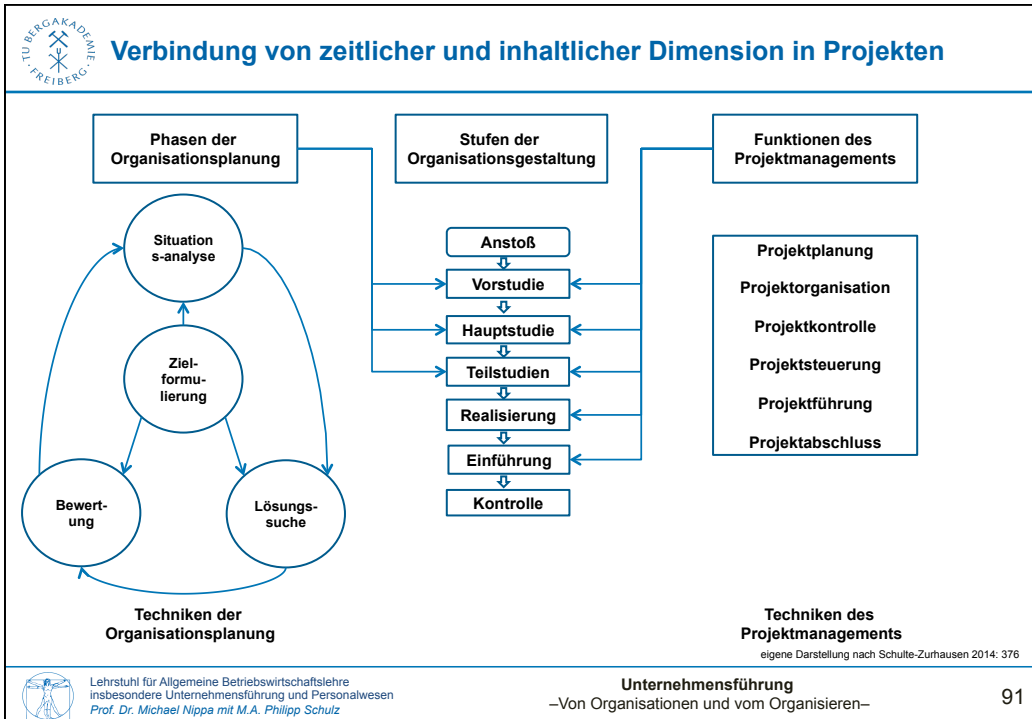 TU BERGAKADEMIE
FREIBERG
Verbindung von zeitlicher und inhaltlicher Dimension in Projekten
Phasen der
Organisationsplanung
Stufen der
Organisationsgestaltung
Funktionen des
Projektmanagements
Situation
s-analyse
Ziel-
formu-
lierung
Bewert-
ung
Lösungs-
suche
Techniken der
Organisationsplanung
Anstoß
Vorstudie
Hauptstudie
Teilstudien
Realisierung
Einführung
Kontrolle
Projektplanung
Projektorganisation
Projektkontrolle
Projektsteuerung
Projektführung
Projektabschluss
Techniken des
Projektmanagements
eigene Darstellung nach Schulte-Zurhausen 2014: 376
Lehrstuhl für Allgemeine Betriebswirtschaftslehre
insbesondere Unternehmensführung und Personalwesen
Prof. Dr. Michael Nippa mit M.A. Philipp Schulz
Unternehmensführung
–Von Organisationen und vom Organisieren–
91